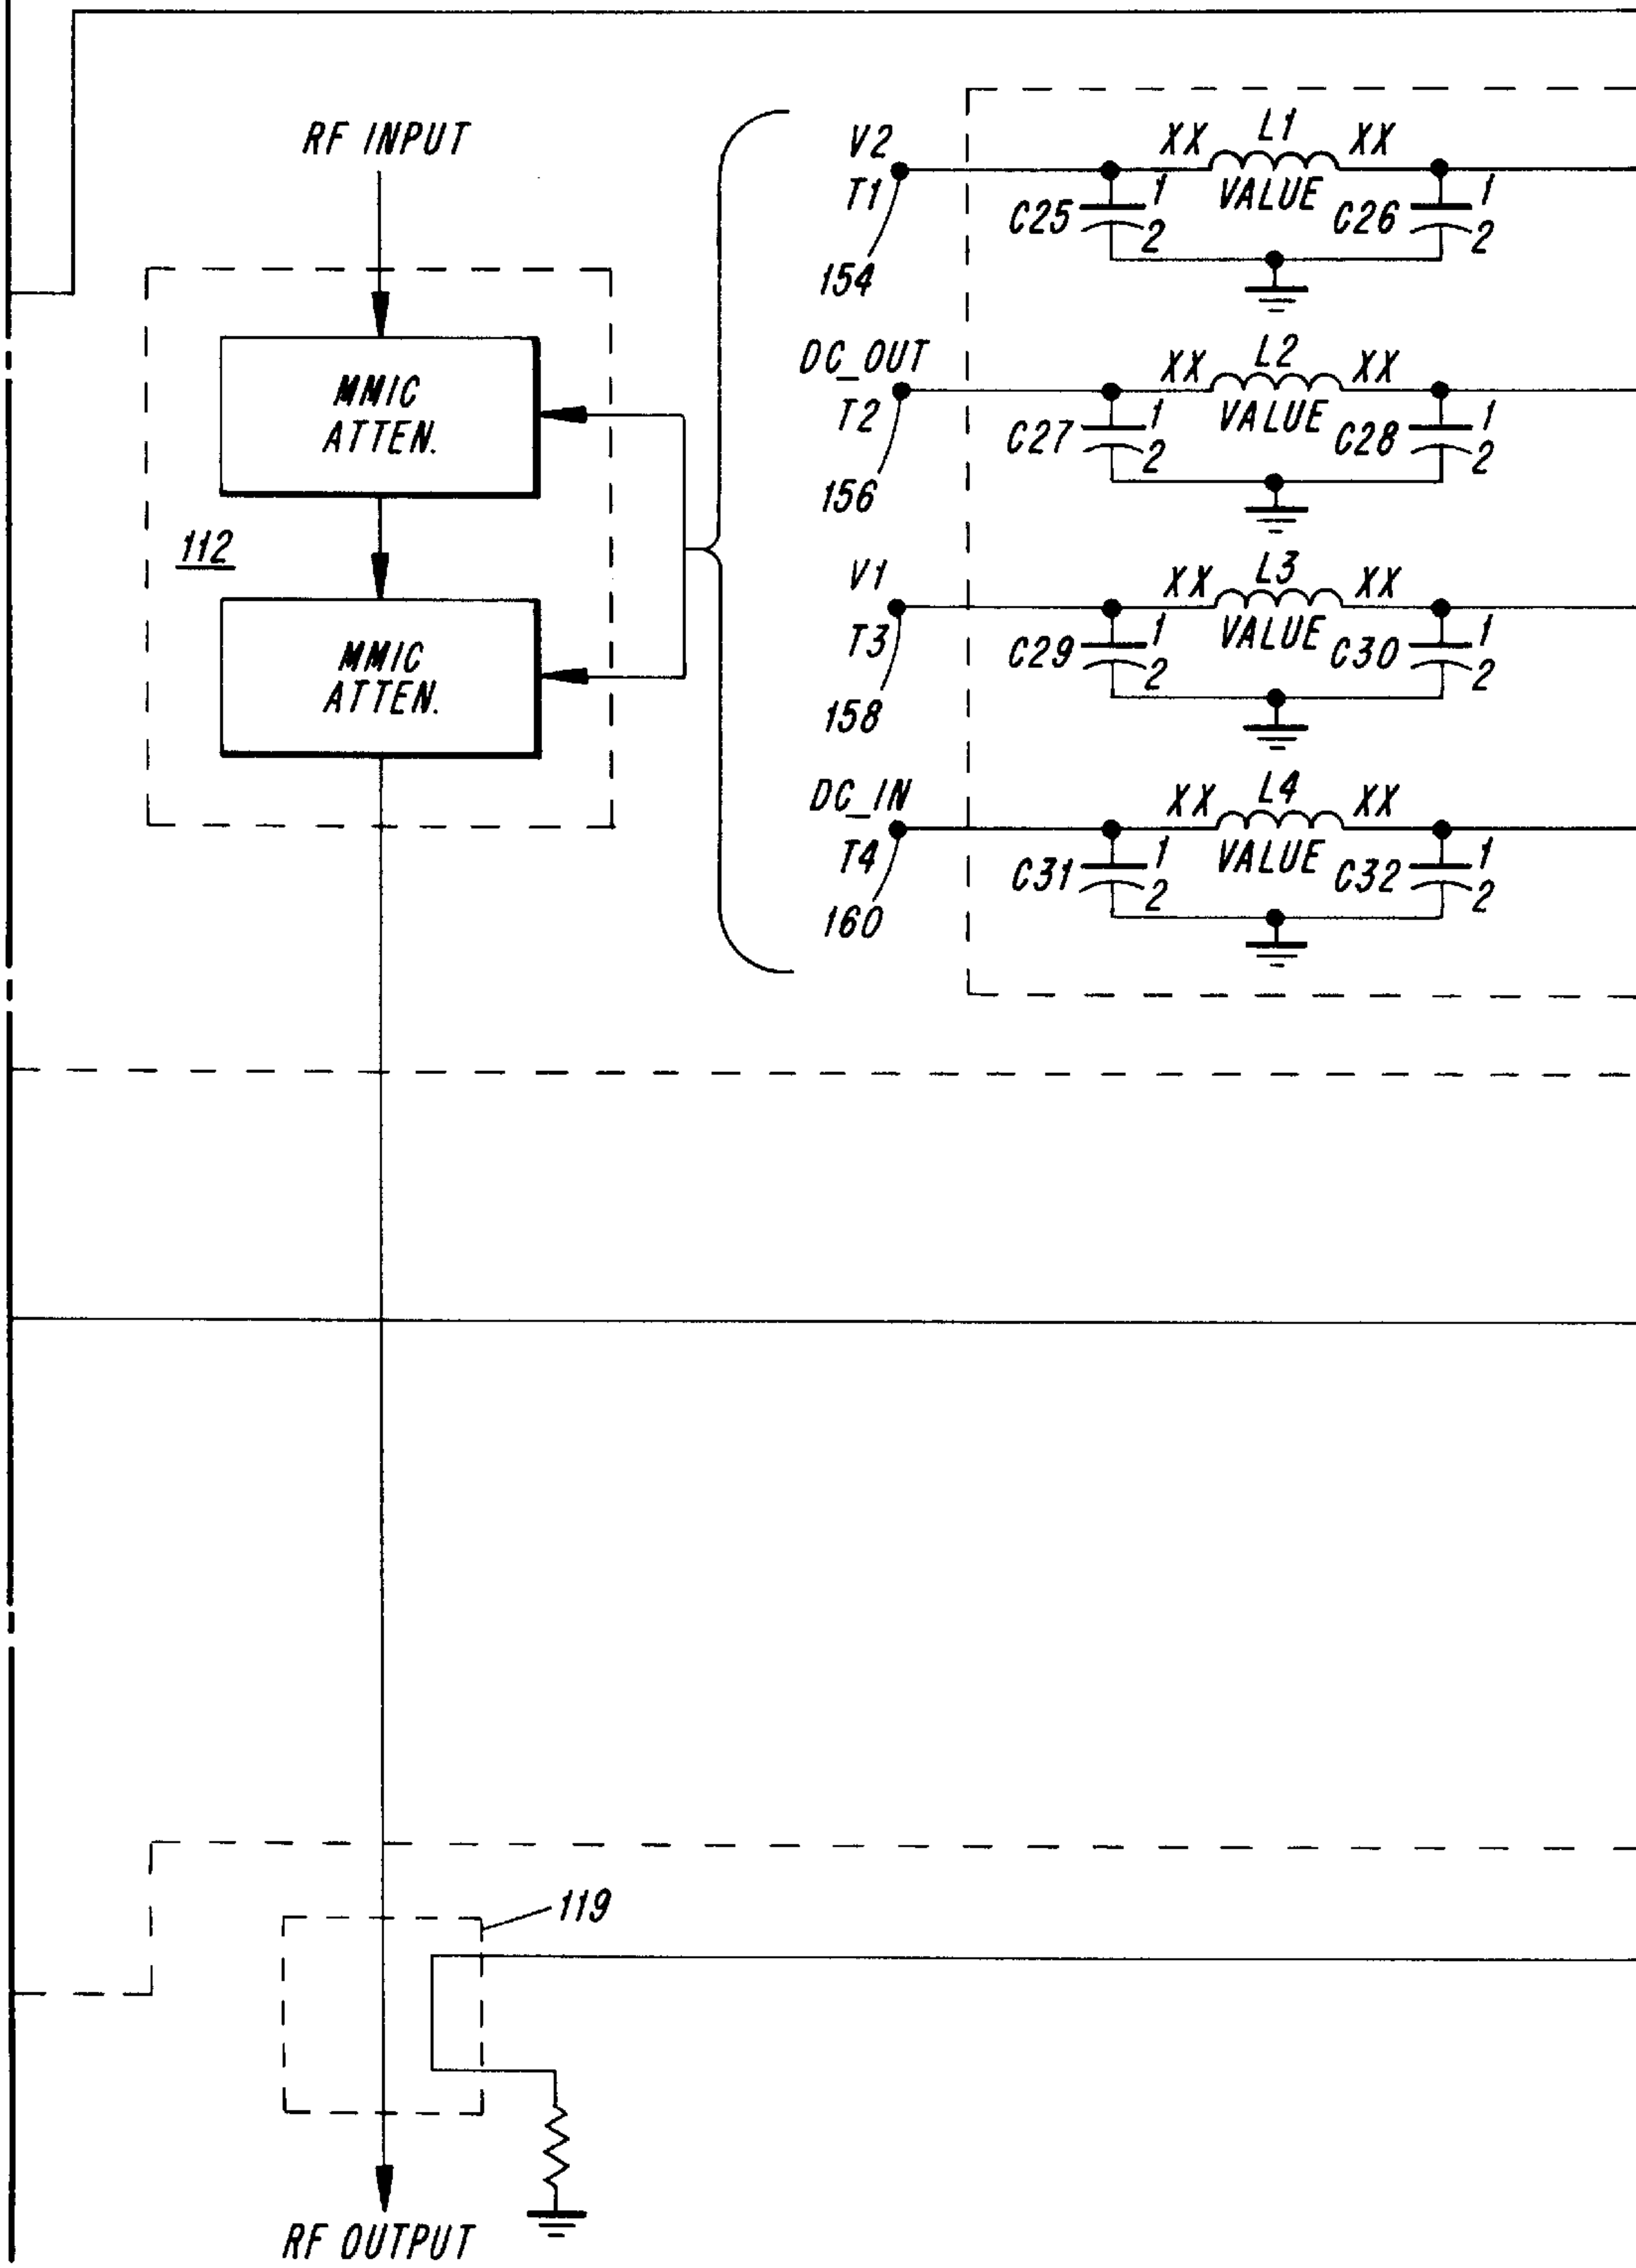 RF INPUT
MMIC
ATTEN.
112
MMIC
ATTEN.
V2
T1
154
XX L1 XX
VALUE
C25 1 2
C26 1 2
DC_OUT
T2
156
XX L2 XX
VALUE
C27 1 2
C28 1 2
V1
T3
158
XX L3 XX
VALUE
C29 1 2
C30 1 2
DC_IN
T4
160
XX L4 XX
VALUE
C31 1 2
C32 1 2
119
RF OUTPUT